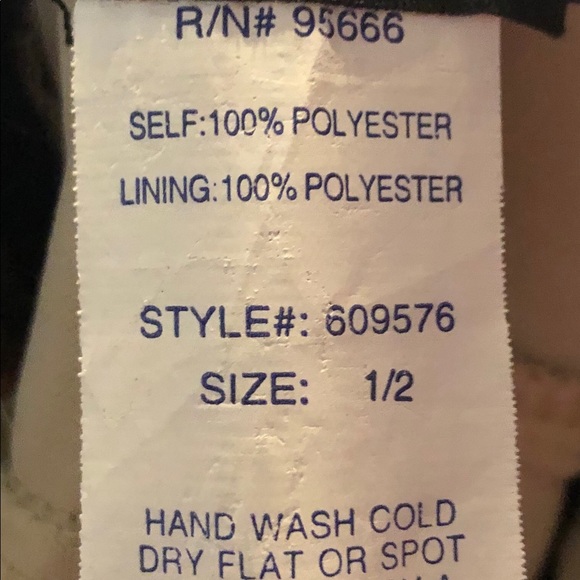 R/N# 95666
SELF:100% POLYESTER
LINING:100% POLYESTER
STYLE#: 609576
SIZE: 1/2
HAND WASH COLD
DRY FLAT OR SPOT